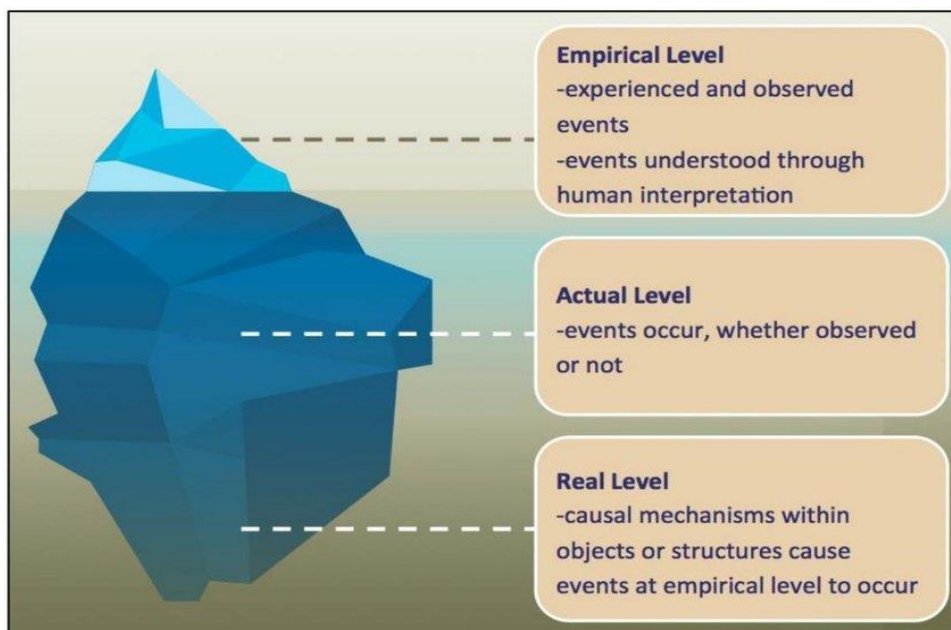 Empirical Level
-experienced and observed
events
-events understood through
human interpretation
Actual Level
-events occur, whether observed
or not
Real Level
-causal mechanisms within
objects or structures cause
events at empirical level to occur